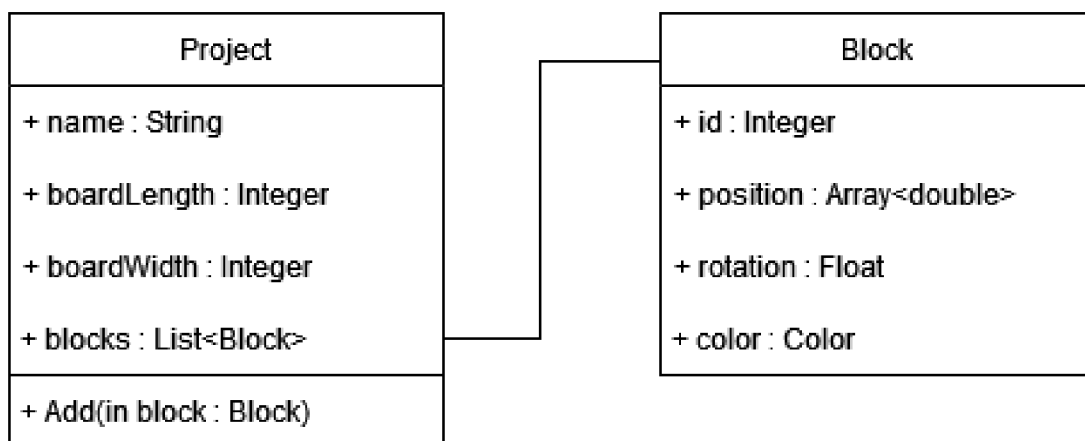 Project
+ name : String
+ boardLength : Integer
+ boardWidth : Integer
+ blocks : List<Block>
+ Add(in block : Block)
Block
+ id : Integer
+ position : Array<double>
+ rotation : Float
+ color : Color